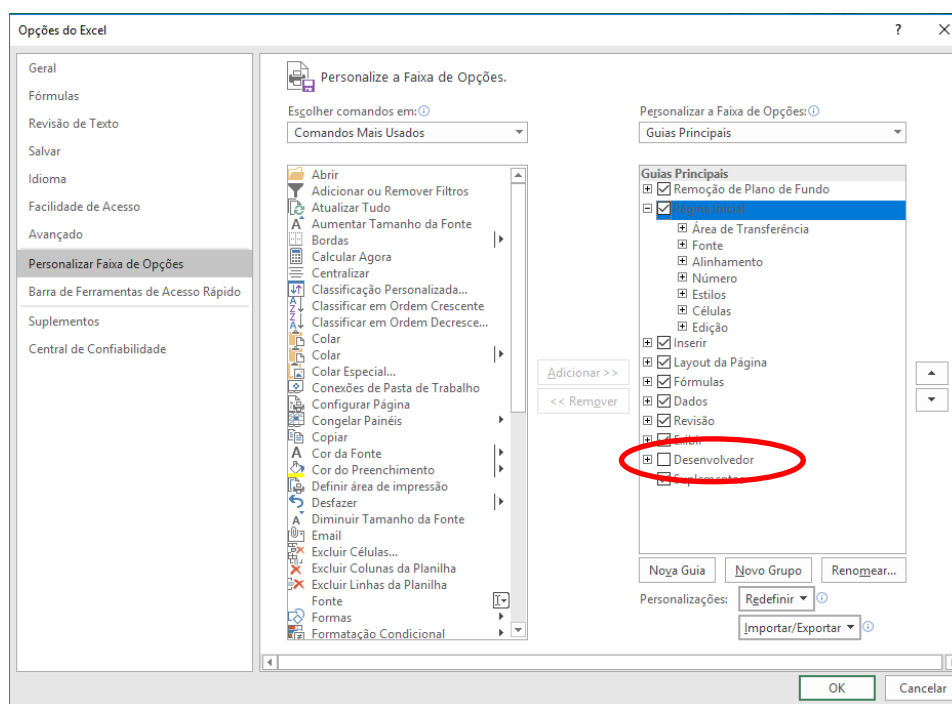 Opções do Excel
?
Geral
Fórmulas
Revisão de Texto
Salvar
Idioma
Facilidade de Acesso
Avançado
Personalizar Faixa de Opções
Barra de Ferramentas de Acesso Rápido
Suplementos
Central de Confiabilidade
Personalize a Faixa de Opções.
Escolher comandos em:
Comandos Mais Usados
Abrir
Adicionar ou Remover Filtros
Atualizar Tudo
Aumentar Tamanho da Fonte
Bordas
Calcular Agora
Centralizar
Classificação Personalizada...
Classificar em Ordem Crescente
Classificar em Ordem Decresce...
Colar
Colar
Colar Especial...
Conexões de Pasta de Trabalho
Configurar Página
Congelar Painéis
Copiar
Cor da Fonte
Cor do Preenchimento
Definir área de impressão
Desfazer
Diminuir Tamanho da Fonte
Email
Excluir Células...
Excluir Colunas da Planilha
Excluir Linhas da Planilha
Fonte
Formas
Formatação Condicional
Adicionar >>
<< Remover
Personalizar a Faixa de Opções:
Guias Principais
Guias Principais
Remoção de Plano de Fundo
Página Inicial
Área de Transferência
Fonte
Alinhamento
Número
Estilos
Células
Edição
Inserir
Layout da Página
Fórmulas
Dados
Revisão
Exibir
Desenvolvedor
Suplementos
Nova Guia
Novo Grupo
Renomear...
Personalizações:
Redefinir
Importar/Exportar
OK
Cancelar